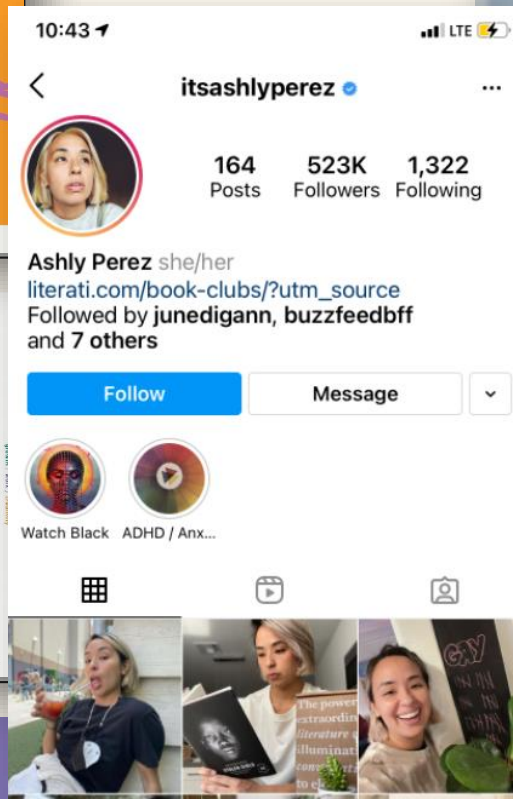 10:43
LTE
itsashlyperez
...
164 523K 1,322
Posts Followers Following
Ashly Perez she/her
literati.com/book-clubs/?utm_source
Followed by junedigann, buzzfeedbff
and 7 others
Follow Message
Watch Black ADHD / Anx...
GAY
The power
extraordin
literature
illuminat